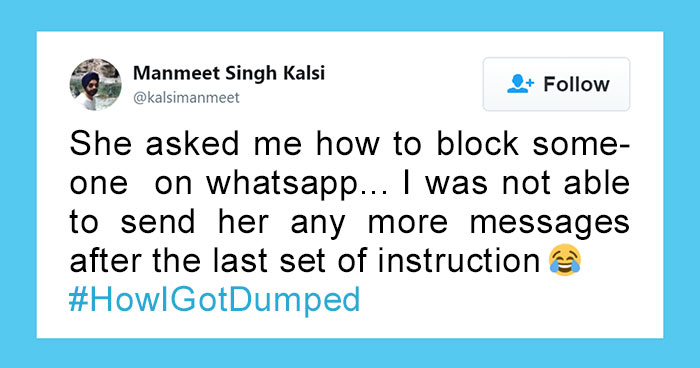 Manmeet Singh Kalsi
@kalsimanmeet
Follow
She asked me how to block some-
one on whatsapp... I was not able
to send her any more messages
after the last set of instruction😂
#HowIGotDumped